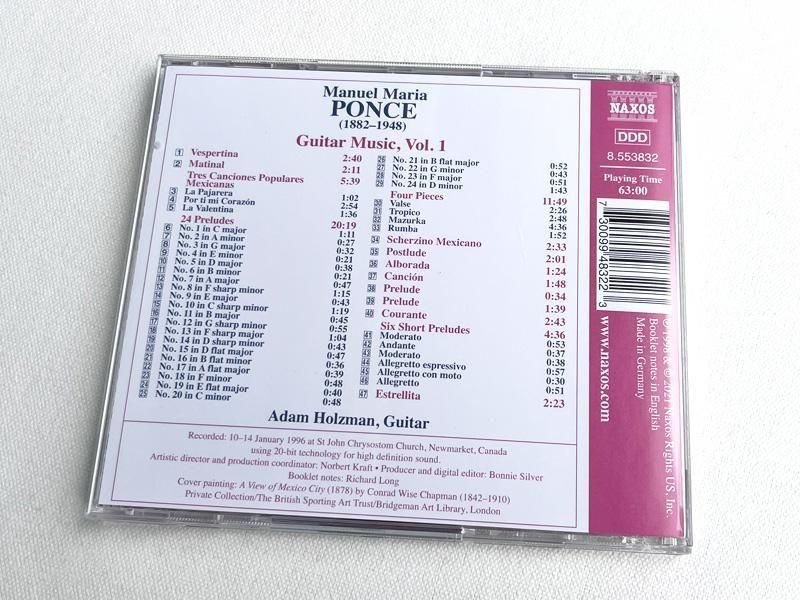 Manuel Maria
PONCE
(1882–1948)
Guitar Music, Vol. 1
1 Vespertina 2:40
2 Matinal 2:11
Tres Canciones Populares
Mexicanas 5:39
3 La Pajarera 1:02
4 Por ti mi Corazón 2:54
5 La Valentina 1:36
24 Preludes 20:19
6 No. 1 in C major 1:11
7 No. 2 in A minor 0:27
8 No. 3 in G major 0:32
9 No. 4 in E minor 0:21
10 No. 5 in D major 0:38
11 No. 6 in B minor 0:21
12 No. 7 in A major 0:47
13 No. 8 in F sharp minor 1:15
14 No. 9 in E major 0:43
15 No. 10 in C sharp minor 1:19
16 No. 11 in B major 0:45
17 No. 12 in G sharp minor 0:55
18 No. 13 in F sharp major 1:04
19 No. 14 in D sharp minor 0:43
20 No. 15 in D flat major 0:47
21 No. 16 in B flat minor 0:36
22 No. 17 in A flat major 0:39
23 No. 18 in F minor 0:48
24 No. 19 in E flat major 0:40
25 No. 20 in C minor 0:48
26 No. 21 in B flat major 0:52
27 No. 22 in G minor 0:43
28 No. 23 in F major 0:51
29 No. 24 in D minor 1:43
Four Pieces 11:49
30 Valse 2:26
31 Tropico 2:48
32 Mazurka 4:36
33 Rumba 1:52
34 Scherzino Mexicano 2:33
35 Postlude 2:01
36 Alborada 1:24
37 Canción 1:48
38 Prelude 0:34
39 Prelude 1:39
40 Courante 2:43
Six Short Preludes 4:36
41 Moderato 0:53
42 Andante 0:37
43 Moderato 0:38
44 Allegretto espressivo 0:57
45 Allegretto con moto 0:30
46 Allegretto 0:51
47 Estrellita 2:23
Adam Holzman, Guitar
Recorded: 10–14 January 1996 at St John Chrysostom Church, Newmarket, Canada
using 20-bit technology for high definition sound.
Artistic director and production coordinator: Norbert Kraft • Producer and digital editor: Bonnie Silver
Booklet notes: Richard Long
Cover painting: A View of Mexico City (1878) by Conrad Wise Chapman (1842–1910)
Private Collection/The British Sporting Art Trust/Bridgeman Art Library, London
NAXOS
DDD
8.553832
Playing Time
63:00
7 30099 48322 3
www.naxos.com
Made in Germany
Booklet notes in English
℗ 1998 & © 2021 Naxos Rights US, Inc.